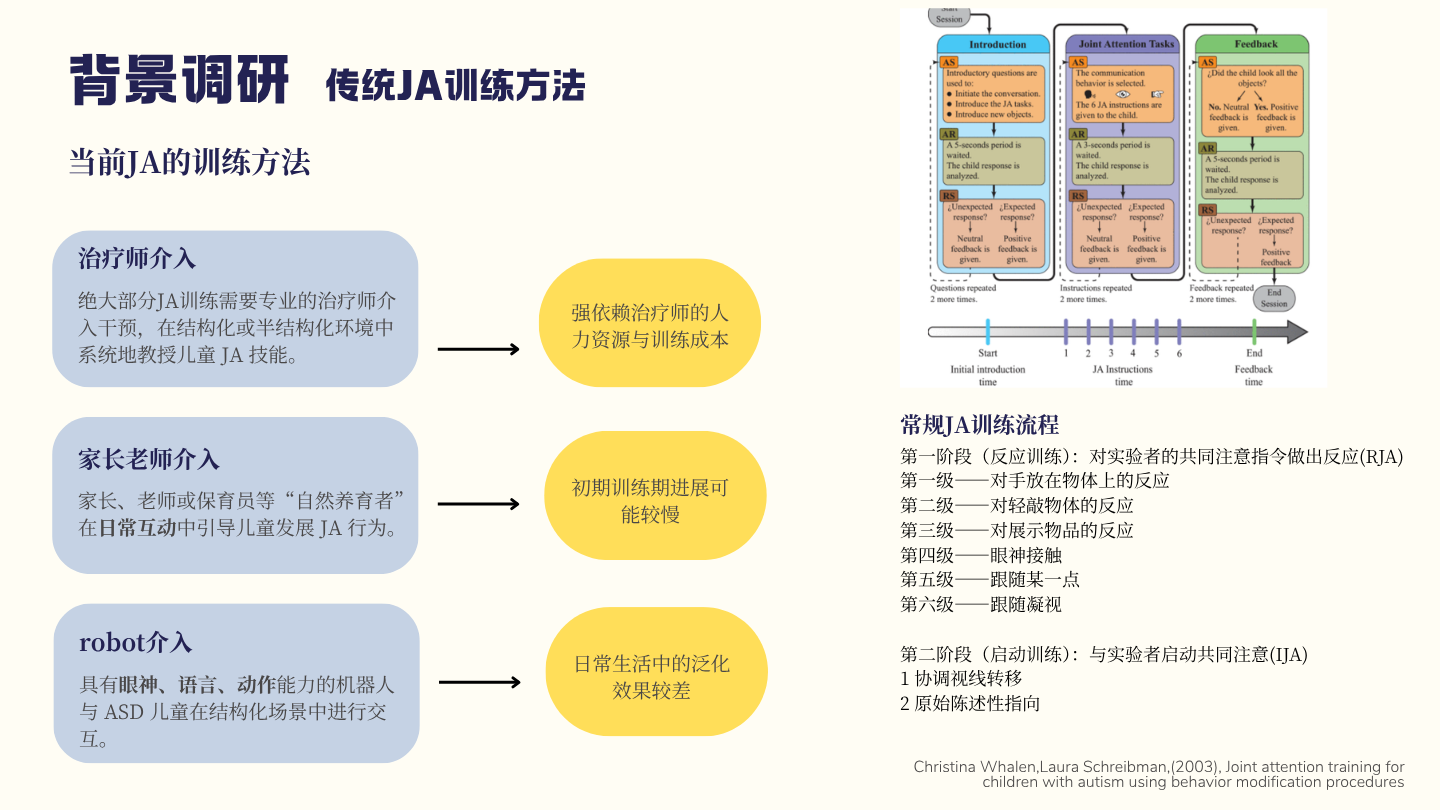 背景调研 传统JA训练方法
当前JA的训练方法
治疗师介入
绝大部分JA训练需要专业的治疗师介
入干预，在结构化或半结构化环境中
系统地教授儿童 JA 技能。
强依赖治疗师的人
力资源与训练成本
家长老师介入
家长、老师或保育员等“自然养育者”
在日常互动中引导儿童发展 JA 行为。
初期训练期进展可
能较慢
robot介入
具有眼神、语言、动作能力的机器人
与 ASD 儿童在结构化场景中进行交
互。
日常生活中的泛化
效果较差
Session
Introduction
AS
Introductory questions are
used to:
● Initiate the conversation.
● Introduce the JA tasks.
● Introduce new objects.
AR
A 5-seconds period is
waited.
The child response is
analyzed.
RS
¿Unexpected ¿Expected
response? response?
Neutral Positive
feedback is feedback is
given. given.
Questions repeated
2 more times.
Joint Attention Tasks
AS
The communication
behavior is selected.
The 6 JA instructions are
given to the child.
AR
A 3-seconds period is
waited.
The child response is
analyzed.
RS
¿Unexpected ¿Expected
response? response?
Neutral Positive
feedback is feedback is
given. given.
Instructions repeated
2 more times.
Feedback
AS
¿Did the child look all the
objects?
No. Neutral Yes. Positive
feedback is feedback is
given. given.
AR
A 5-seconds period is
waited.
The child response is
analyzed.
RS
¿Unexpected ¿Expected
response? response?
Positive
feedback
Feedback repeated
2 more times.
End
Session
Start 1 2 3 4 5 6 End
Initial introduction JA Instructions Feedback
time time time
常规JA训练流程
第一阶段（反应训练）：对实验者的共同注意指令做出反应(RJA)
第一级——对手放在物体上的反应
第二级——对轻敲物体的反应
第三级——对展示物品的反应
第四级——眼神接触
第五级——跟随某一点
第六级——跟随凝视
第二阶段（启动训练）：与实验者启动共同注意(IJA)
1 协调视线转移
2 原始陈述性指向
Christina Whalen,Laura Schreibman,(2003), Joint attention training for
children with autism using behavior modification procedures